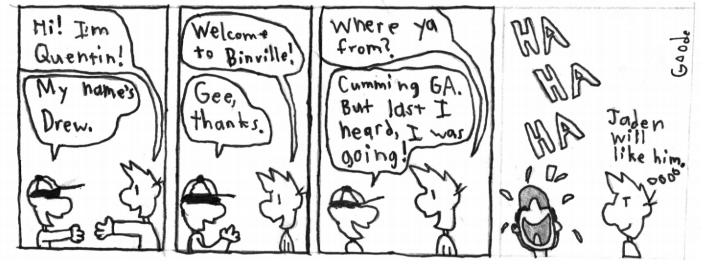 Hi! I'm
Quentin!
My name's
Drew.
Welcome
to Binville!
Gee,
thanks.
Where ya
from?
Cumming GA.
But last I
heard, I was
going!
HA
HA
HA
Jaden
will
like him.
Goode